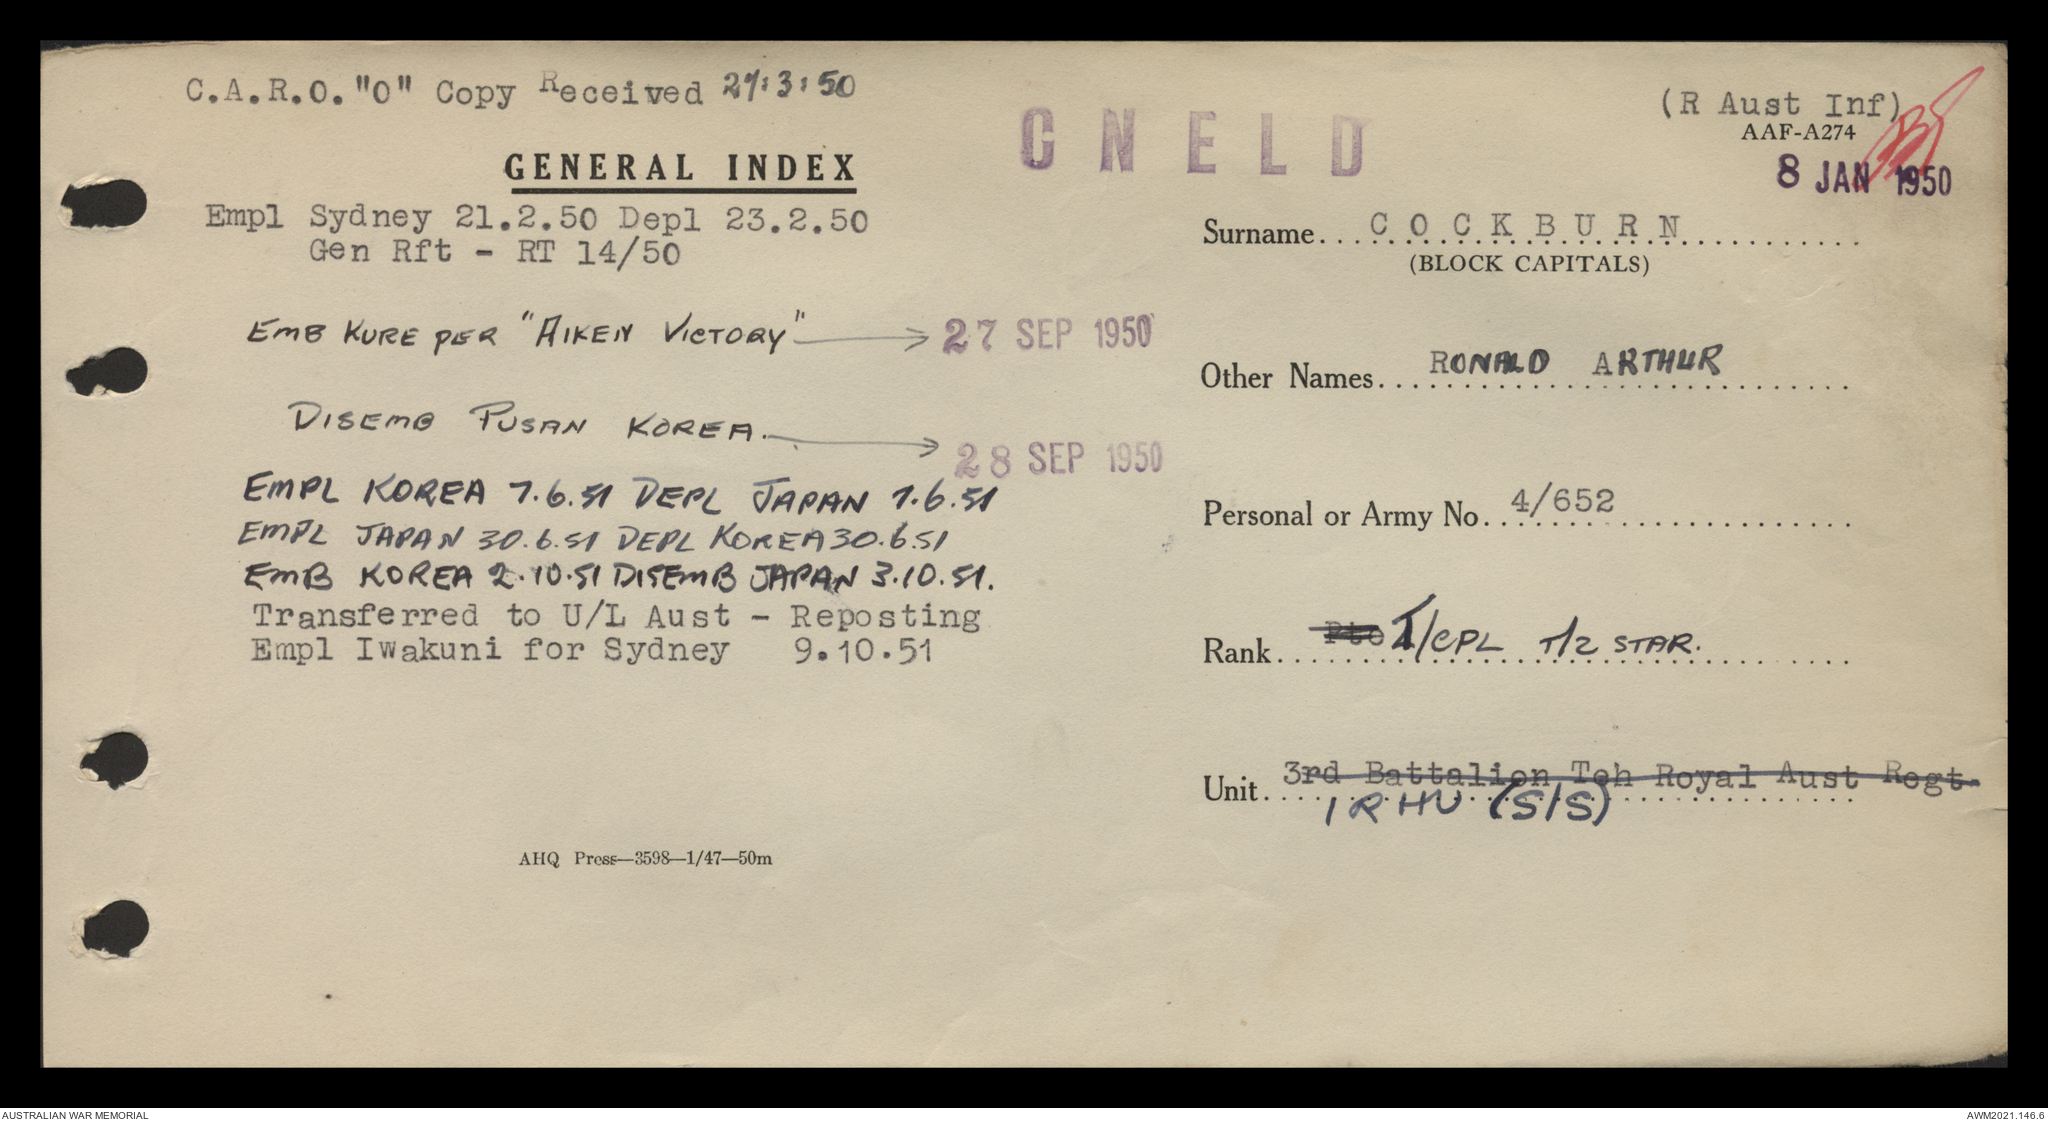 C.A.R.O. "O" Copy Received 27:3:50
GENERAL INDEX
Empl Sydney 21.2.50 Depl 23.2.50
Gen Rft - RT 14/50
EMB KURE PER "AIKEN VICTORY" → 27 SEP 1950
DISEMB PUSAN KOREA. → 28 SEP 1950
EMPL KOREA 7.6.51 DEPL JAPAN 7.6.51
EMPL JAPAN 30.6.51 DEPL KOREA 30.6.51
EMB KOREA 2.10.51 DISEMB JAPAN 3.10.51.
Transferred to U/L Aust - Reposting
Empl Iwakuni for Sydney 9.10.51
AHQ Press—3598—1/47—50m
CNELD
(R Aust Inf)
AAF-A274
8 JAN 1950
Surname COCKBURN
(BLOCK CAPITALS)
Other Names RONALD ARTHUR
Personal or Army No. 4/652
Rank Pte T/CPL T/2 STAR.
Unit 3rd Battalion Teh Royal Aust Regt.
1 RHU (S/S)
AUSTRALIAN WAR MEMORIAL
AWM2021.146.6